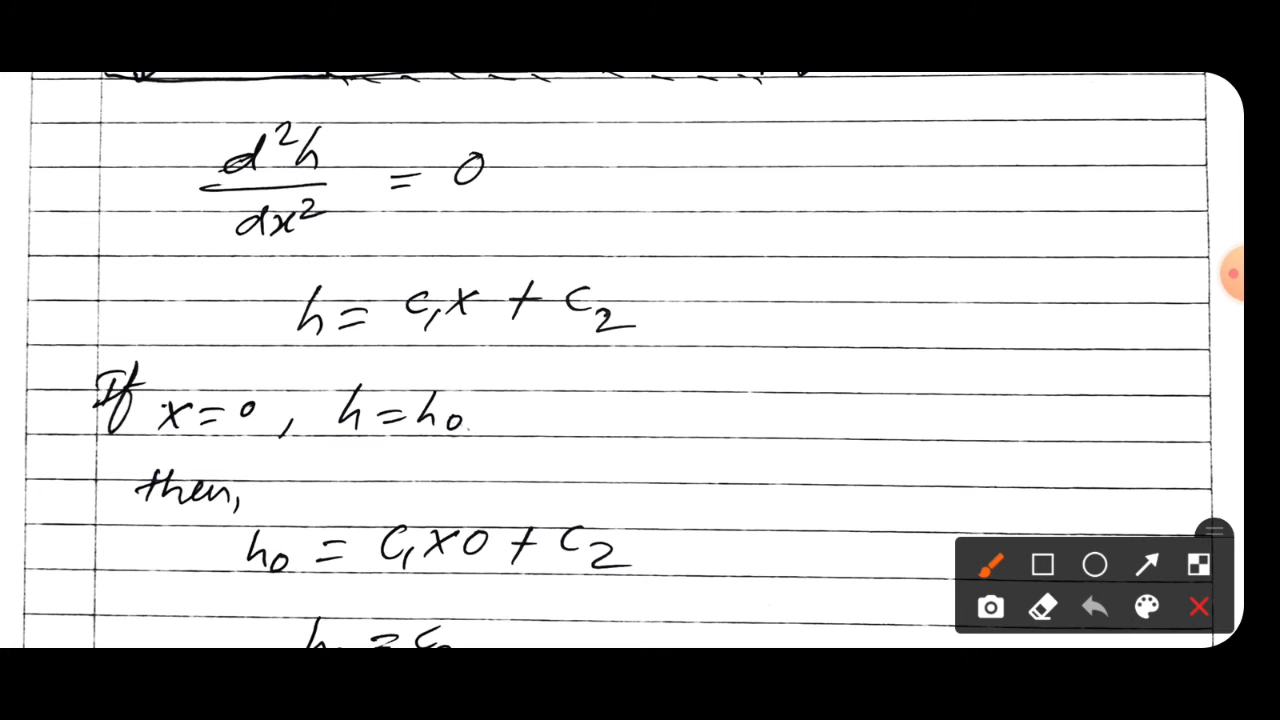 d²h/dx² = 0
h = c₁x + c₂
If x = 0, h = h₀.
then,
h₀ = C₁ x 0 + C₂